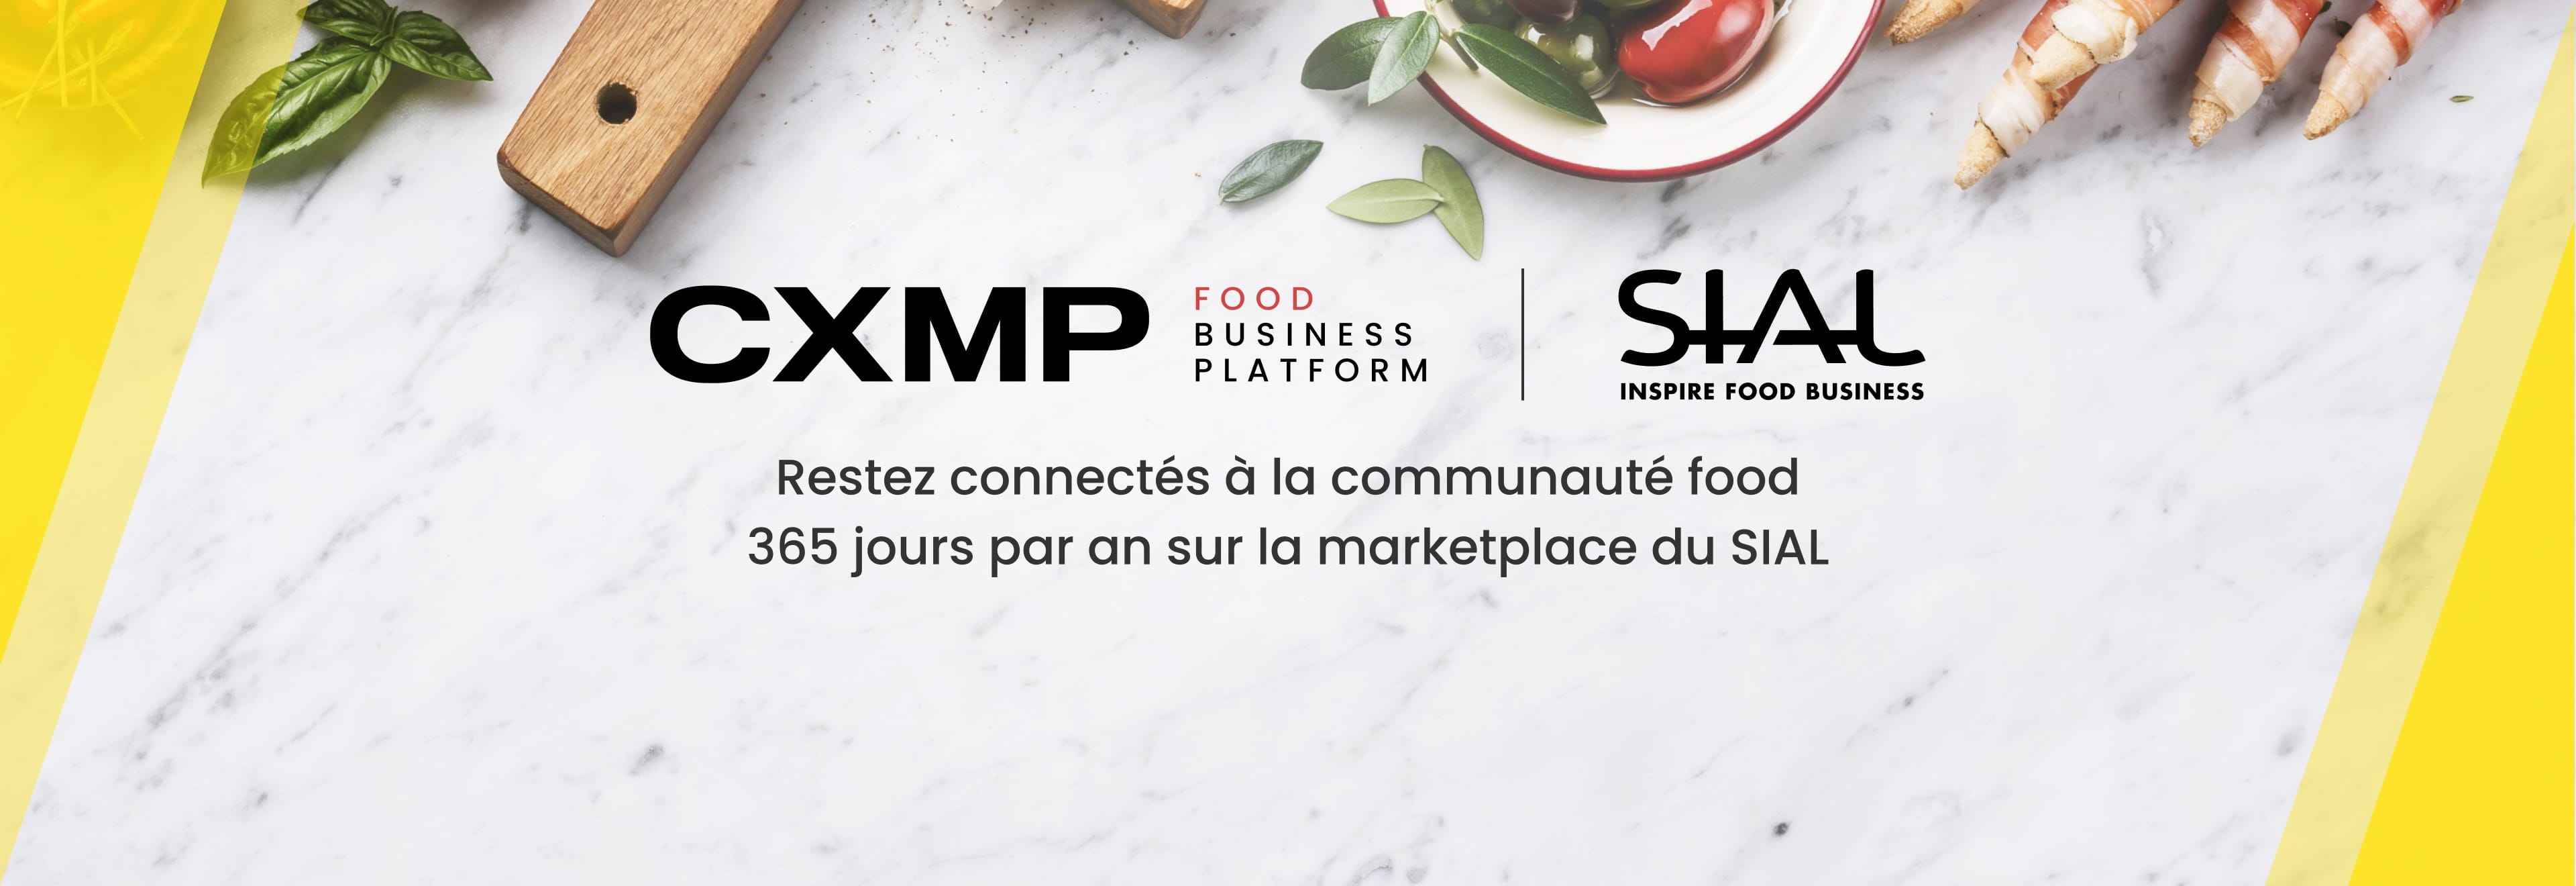 CXMP
FOOD
BUSINESS
PLATFORM
SIAL
INSPIRE FOOD BUSINESS
Restez connectés à la communauté food
365 jours par an sur la marketplace du SIAL